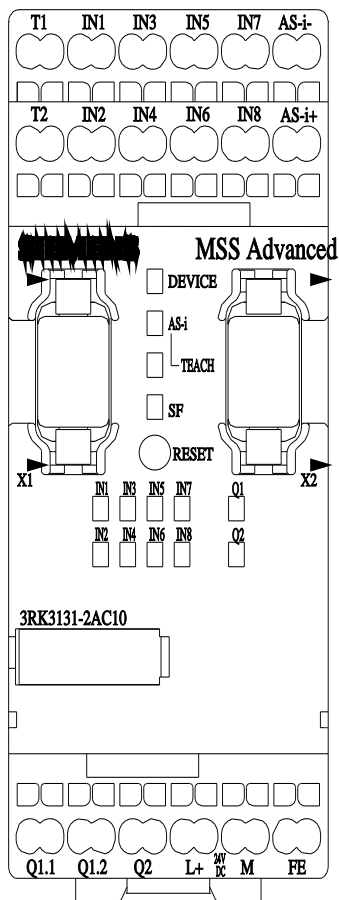 T1 IN1 IN3 IN5 IN7 AS-i-
T2 IN2 IN4 IN6 IN8 AS-i+
MSS Advanced
DEVICE
AS-i
TEACH
SF
RESET
X1 X2
IN1 IN3 IN5 IN7 Q1
IN2 IN4 IN6 IN8 Q2
3RK3131-2AC10
Q1.1 Q1.2 Q2 L+ 24V DC M FE